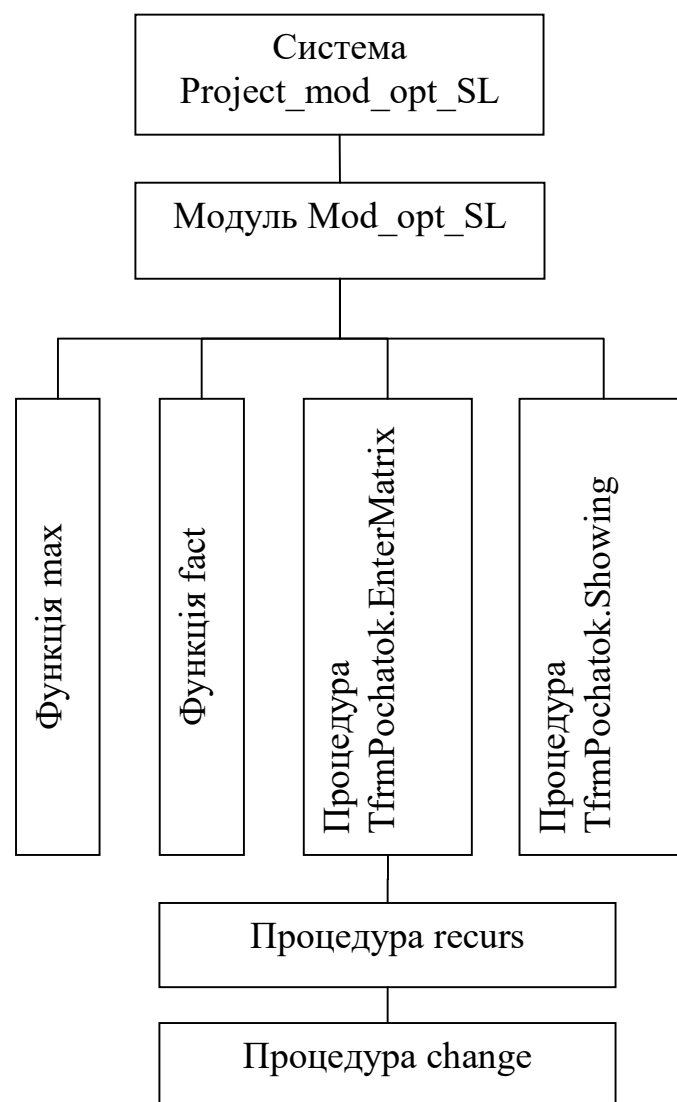 Система
Project_mod_opt_SL
Модуль Mod_opt_SL
Функція max
Функція fact
Процедура
TfrmPochatok.EnterMatrix
Процедура
TfrmPochatok.Showing
Процедура recurs
Процедура change